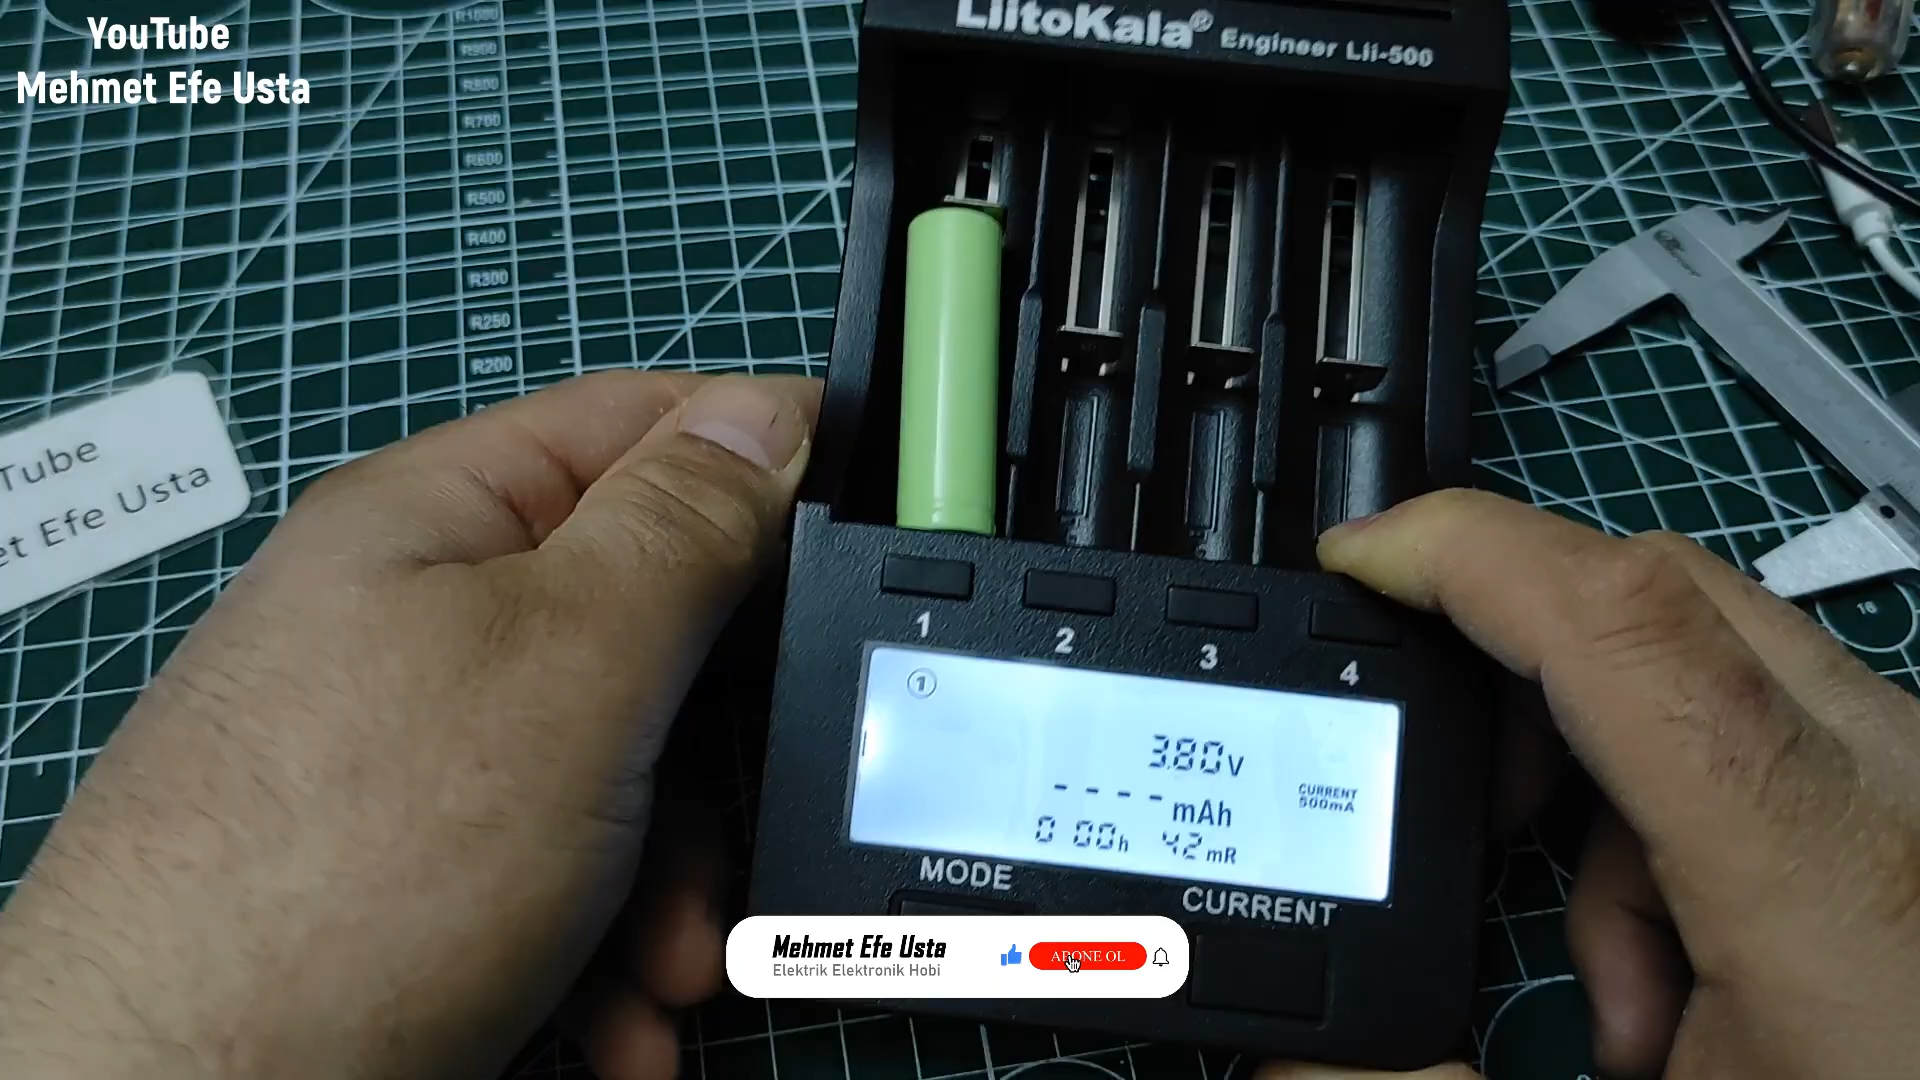 YouTube
Mehmet Efe Usta
R1000
R900
R800
R700
R600
R500
R400
R300
R250
R200
LiitoKala® Engineer Lii-500
Tube
et Efe Usta
16
1 2 3 4
1
3.80V
- - - - mAh
CURRENT
500mA
0 00h 42mR
MODE
CURRENT
Mehmet Efe Usta
Elektrik Elektronik Hobi
ABONE OL